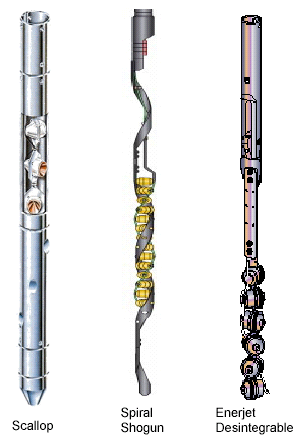 Scallop
Spiral
Shogun
Enerjet
Desintegrable